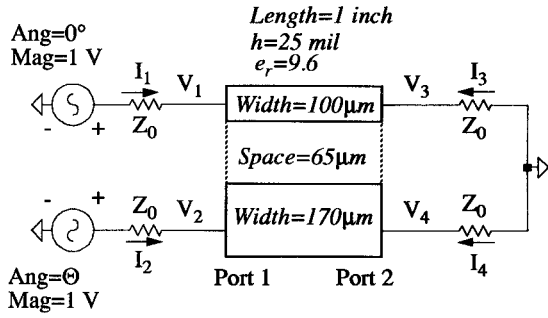 Length=1 inch
h=25 mil
e_r=9.6
Ang=0°
Mag=1 V
I_1
V_1
V_3
I_3
- +
Z_0
Width=100μm
Z_0
Space=65μm
- +
Z_0
V_2
Width=170μm
V_4
Z_0
I_2
I_4
Port 1
Port 2
Ang=Θ
Mag=1 V